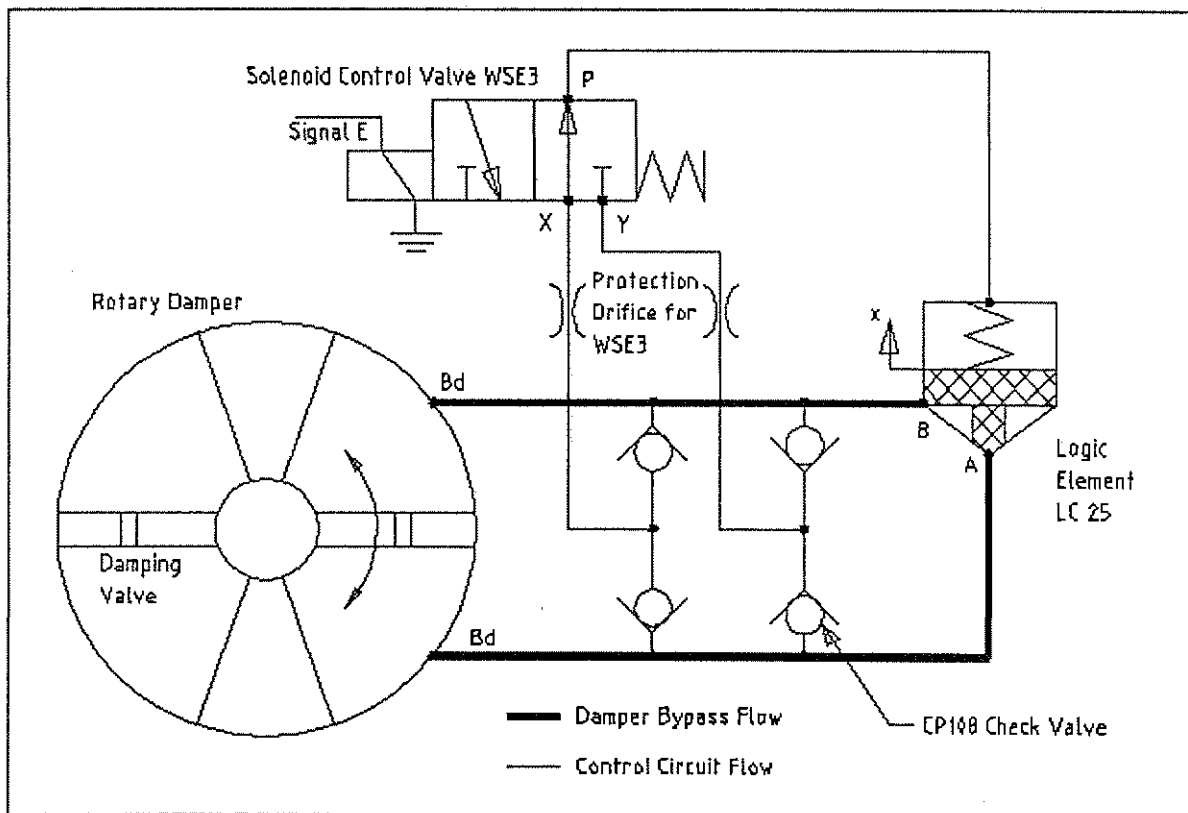 Solenoid Control Valve WSE3
P
Signal E
X
Y
Protection
Orifice for
WSE3
Rotary Damper
x
Bd
B
A
Logic
Element
LC 25
Damping
Valve
Bd
Damper Bypass Flow
CP100 Check Valve
Control Circuit Flow